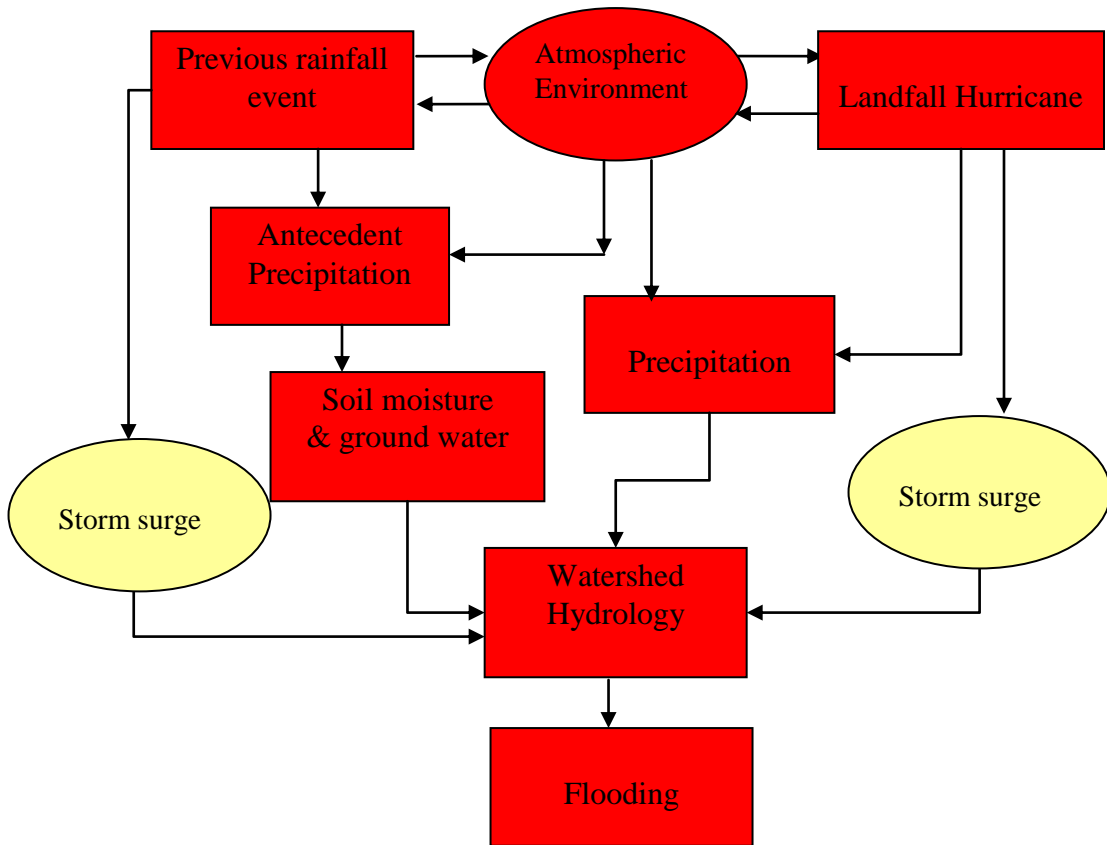 Previous rainfall
event
Atmospheric
Environment
Landfall Hurricane
Antecedent
Precipitation
Precipitation
Soil moisture
& ground water
Storm surge
Storm surge
Watershed
Hydrology
Flooding